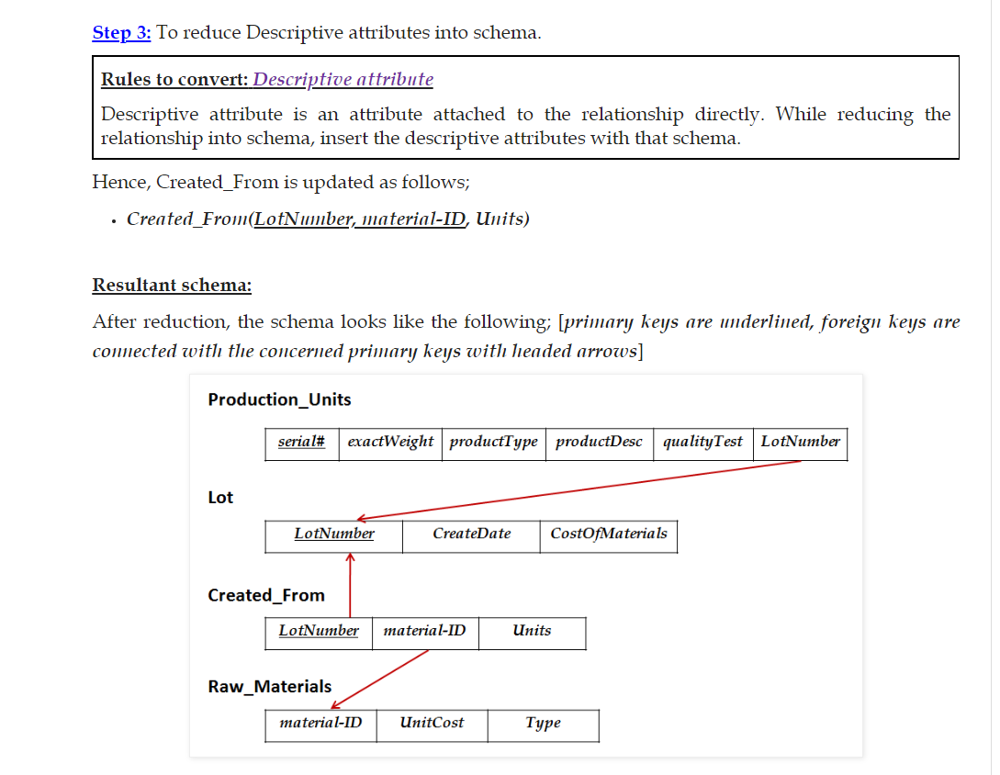 Step 3: To reduce Descriptive attributes into schema.
Rules to convert: Descriptive attribute
Descriptive attribute is an attribute attached to the relationship directly. While reducing the
relationship into schema, insert the descriptive attributes with that schema.
Hence, Created_From is updated as follows;
• Created_From(LotNumber, material-ID, Units)
Resultant schema:
After reduction, the schema looks like the following; [primary keys are underlined, foreign keys are
connected with the concerned primary keys with headed arrows]
Production_Units
serial# exactWeight productType productDesc qualityTest LotNumber
Lot
LotNumber CreateDate CostOfMaterials
Created_From
LotNumber material-ID Units
Raw_Materials
material-ID UnitCost Type